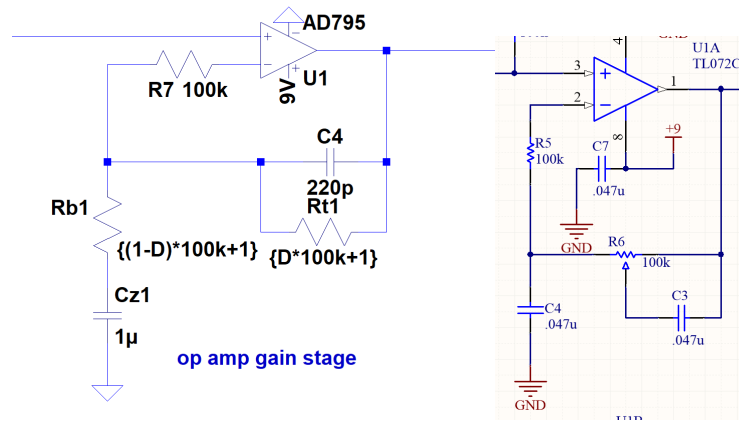 AD795
U1
9V
R7 100k
C4
220p
Rt1
{D*100k+1}
Rb1
{(1-D)*100k+1}
Cz1
1µ
op amp gain stage
4
U1A
TL072C
3
2
1
8
+9
R5
100k
C7
.047u
GND
R6
100k
C4
.047u
C3
.047u
GND